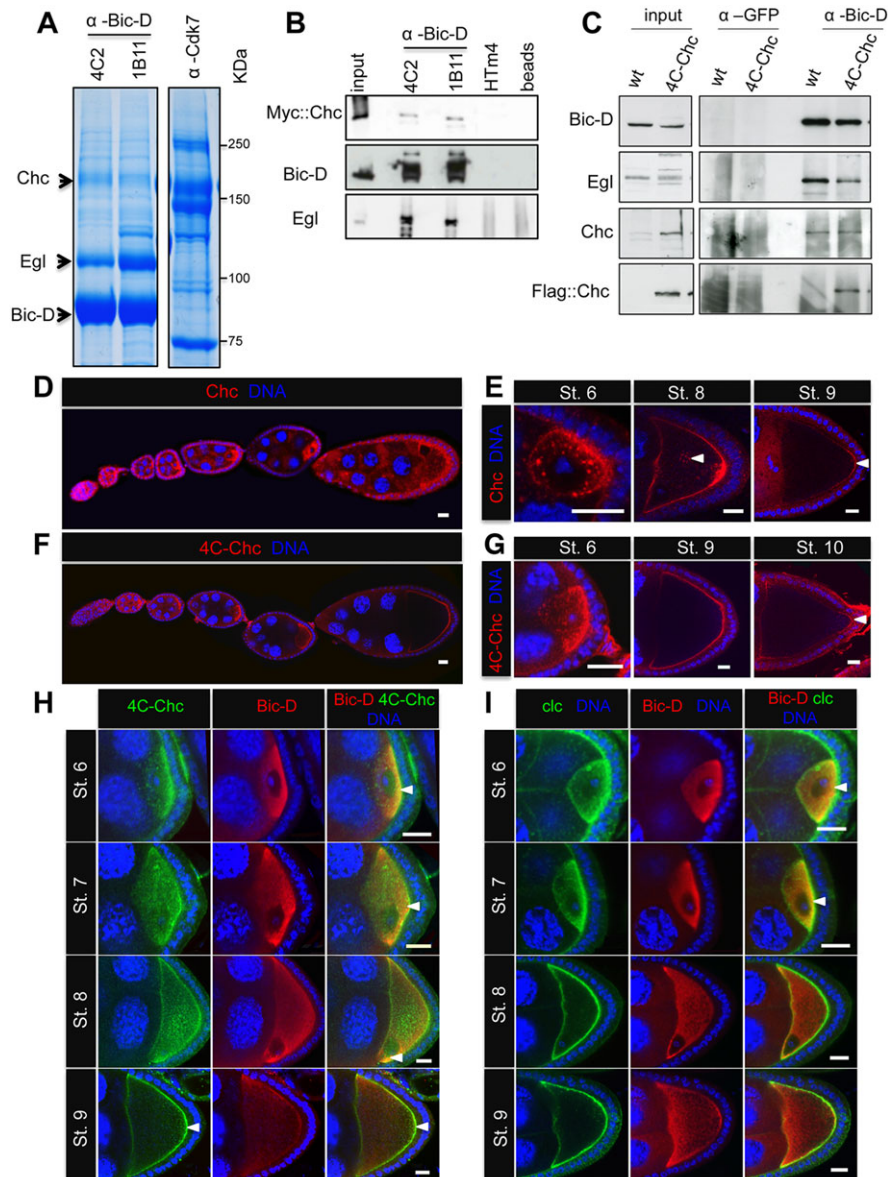 A
α -Bic-D
4C2
1B11
α -Cdk7
KDa
Chc
Egl
Bic-D
250
150
100
75
B
α -Bic-D
input
4C2
1B11
HTm4
beads
Myc::Chc
Bic-D
Egl
C
input
α –GFP
α -Bic-D
wt
4C-Chc
wt
4C-Chc
wt
4C-Chc
Bic-D
Egl
Chc
Flag::Chc
D
Chc DNA
E
St. 6
St. 8
St. 9
Chc DNA
F
4C-Chc DNA
G
St. 6
St. 9
St. 10
4C-Chc DNA
H
4C-Chc
Bic-D
Bic-D 4C-Chc
DNA
St. 6
St. 7
St. 8
St. 9
I
clc DNA
Bic-D DNA
Bic-D clc
DNA
St. 6
St. 7
St. 8
St. 9